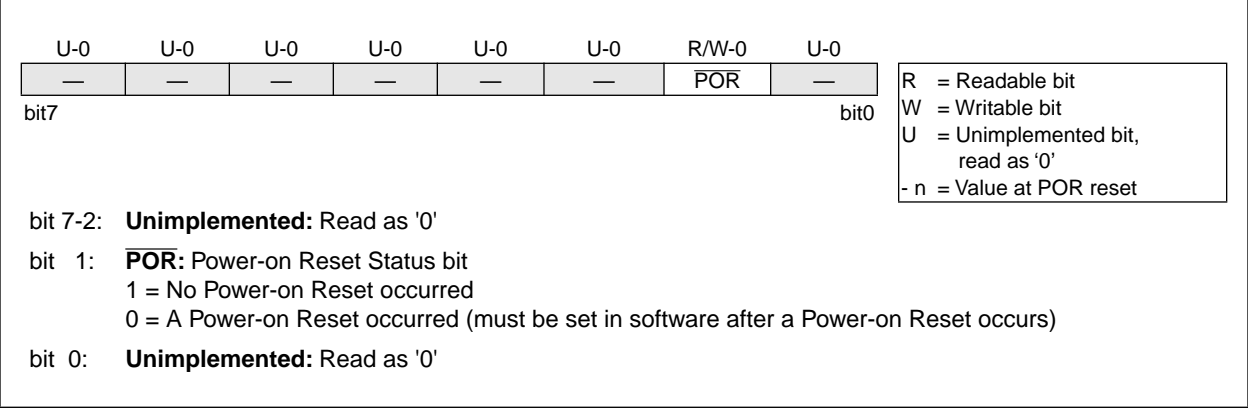 U-0 U-0 U-0 U-0 U-0 U-0 R/W-0 U-0
— — — — — — P̅O̅R̅ —
bit7 bit0
R = Readable bit
W = Writable bit
U = Unimplemented bit,
read as ‘0’
- n = Value at POR reset
bit 7-2: Unimplemented: Read as '0'
bit 1: P̅O̅R̅: Power-on Reset Status bit
1 = No Power-on Reset occurred
0 = A Power-on Reset occurred (must be set in software after a Power-on Reset occurs)
bit 0: Unimplemented: Read as '0'